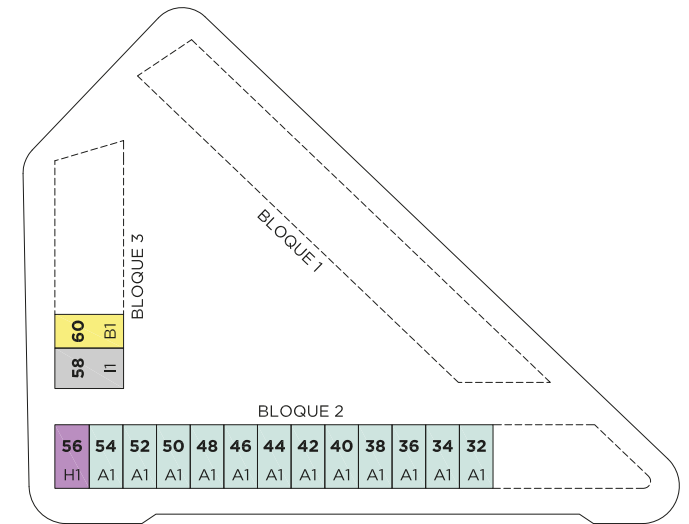 BLOQUE 1
BLOQUE 3
60 B1
58 I1
BLOQUE 2
56 54 52 50 48 46 44 42 40 38 36 34 32
H1 A1 A1 A1 A1 A1 A1 A1 A1 A1 A1 A1 A1